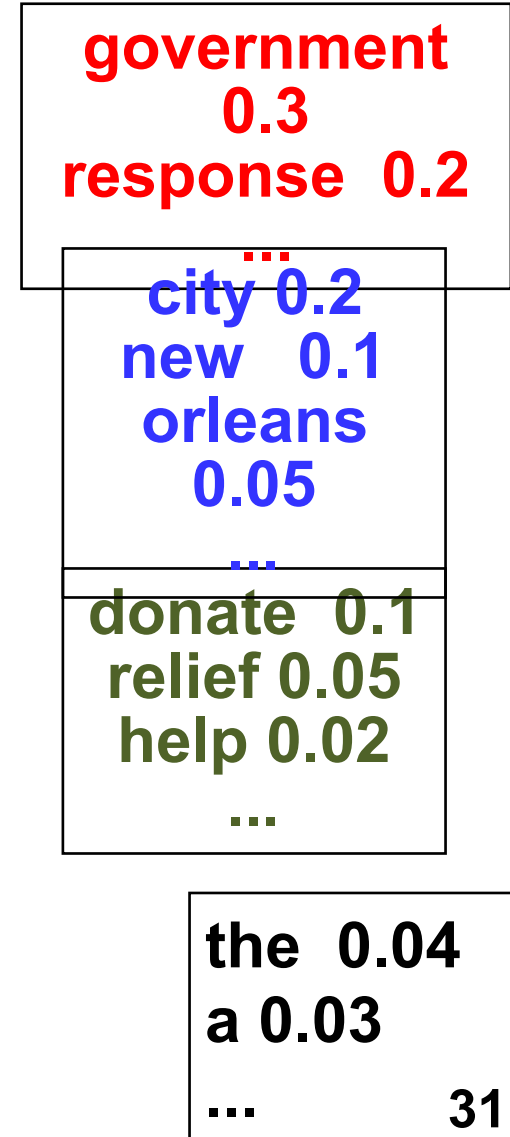 government
0.3
response 0.2
...
city 0.2
new 0.1
orleans
0.05
...
donate 0.1
relief 0.05
help 0.02
...
the 0.04
a 0.03
... 31